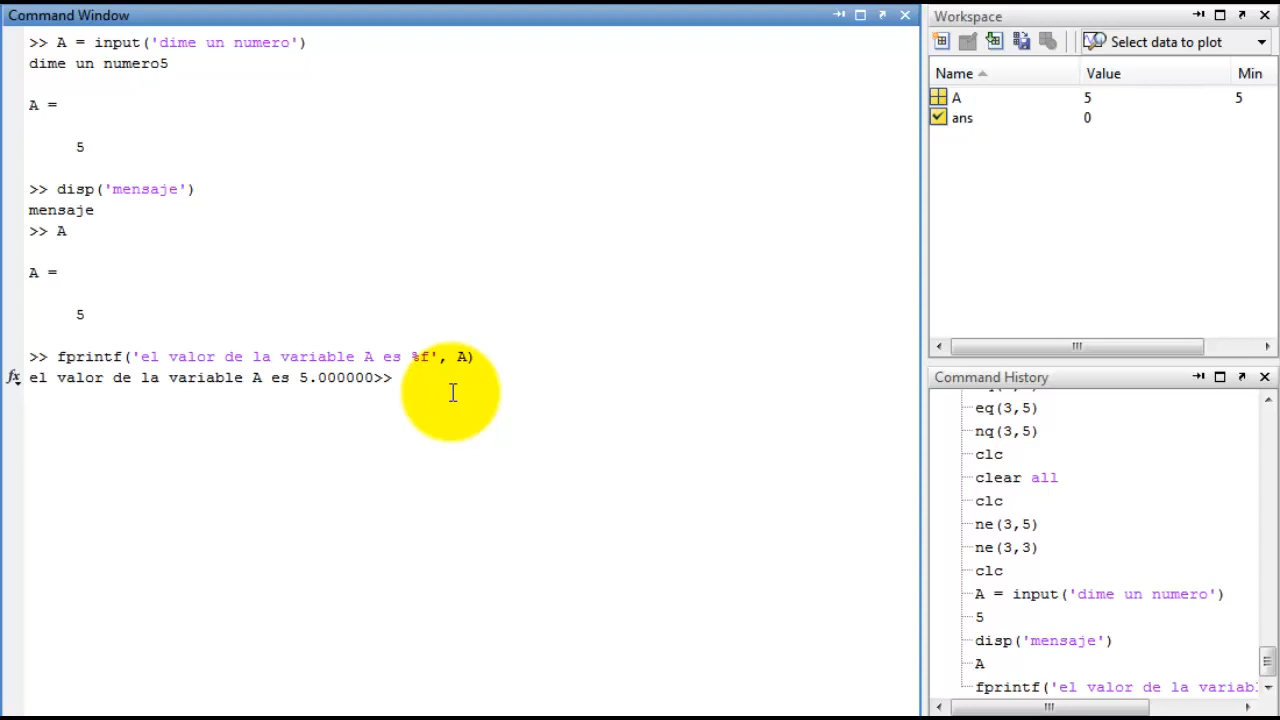 Command Window
>> A = input('dime un numero')
dime un numero5
A =
5
>> disp('mensaje')
mensaje
>> A
A =
5
>> fprintf('el valor de la variable A es %f', A)
fx el valor de la variable A es 5.000000>>
Workspace
Select data to plot
Name Value Min
A 5 5
ans 0
Command History
eq(3,5)
nq(3,5)
clc
clear all
clc
ne(3,5)
ne(3,3)
clc
A = input('dime un numero')
5
disp('mensaje')
A
fprintf('el valor de la variab